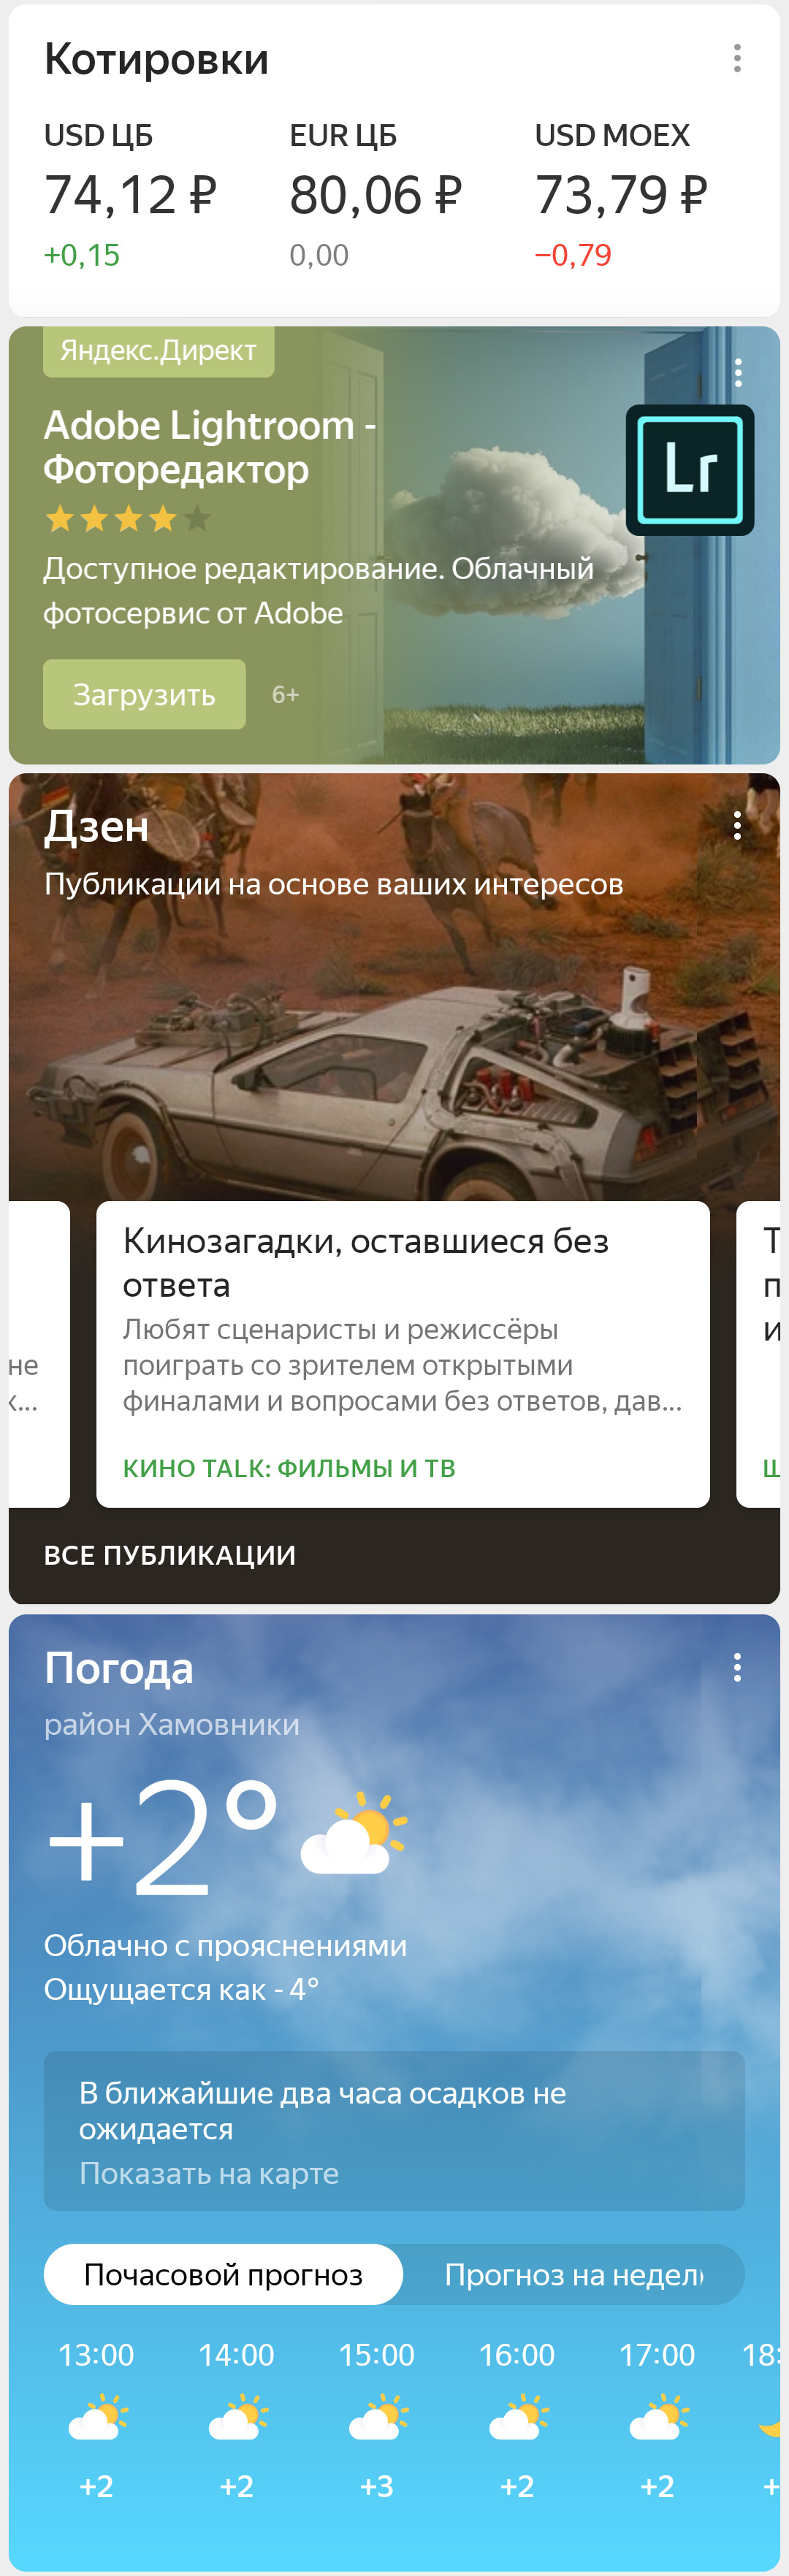 Котировки
USD ЦБ EUR ЦБ USD MOEX
74,12 ₽ 80,06 ₽ 73,79 ₽
+0,15 0,00 −0,79
Яндекс.Директ
Adobe Lightroom -
Фоторедактор
Lr
Доступное редактирование. Облачный
фотосервис от Adobe
Загрузить 6+
Дзен
Публикации на основе ваших интересов
Кинозагадки, оставшиеся без
ответа
Любят сценаристы и режиссёры
поиграть со зрителем открытыми
не
финалами и вопросами без ответов, дав...
КИНО TALK: ФИЛЬМЫ И ТВ
ВСЕ ПУБЛИКАЦИИ
Погода
район Хамовники
+2°
Облачно с прояснениями
Ощущается как - 4°
В ближайшие два часа осадков не
ожидается
Показать на карте
Почасовой прогноз Прогноз на недел
13:00 14:00 15:00 16:00 17:00 18:
+2 +2 +3 +2 +2 +